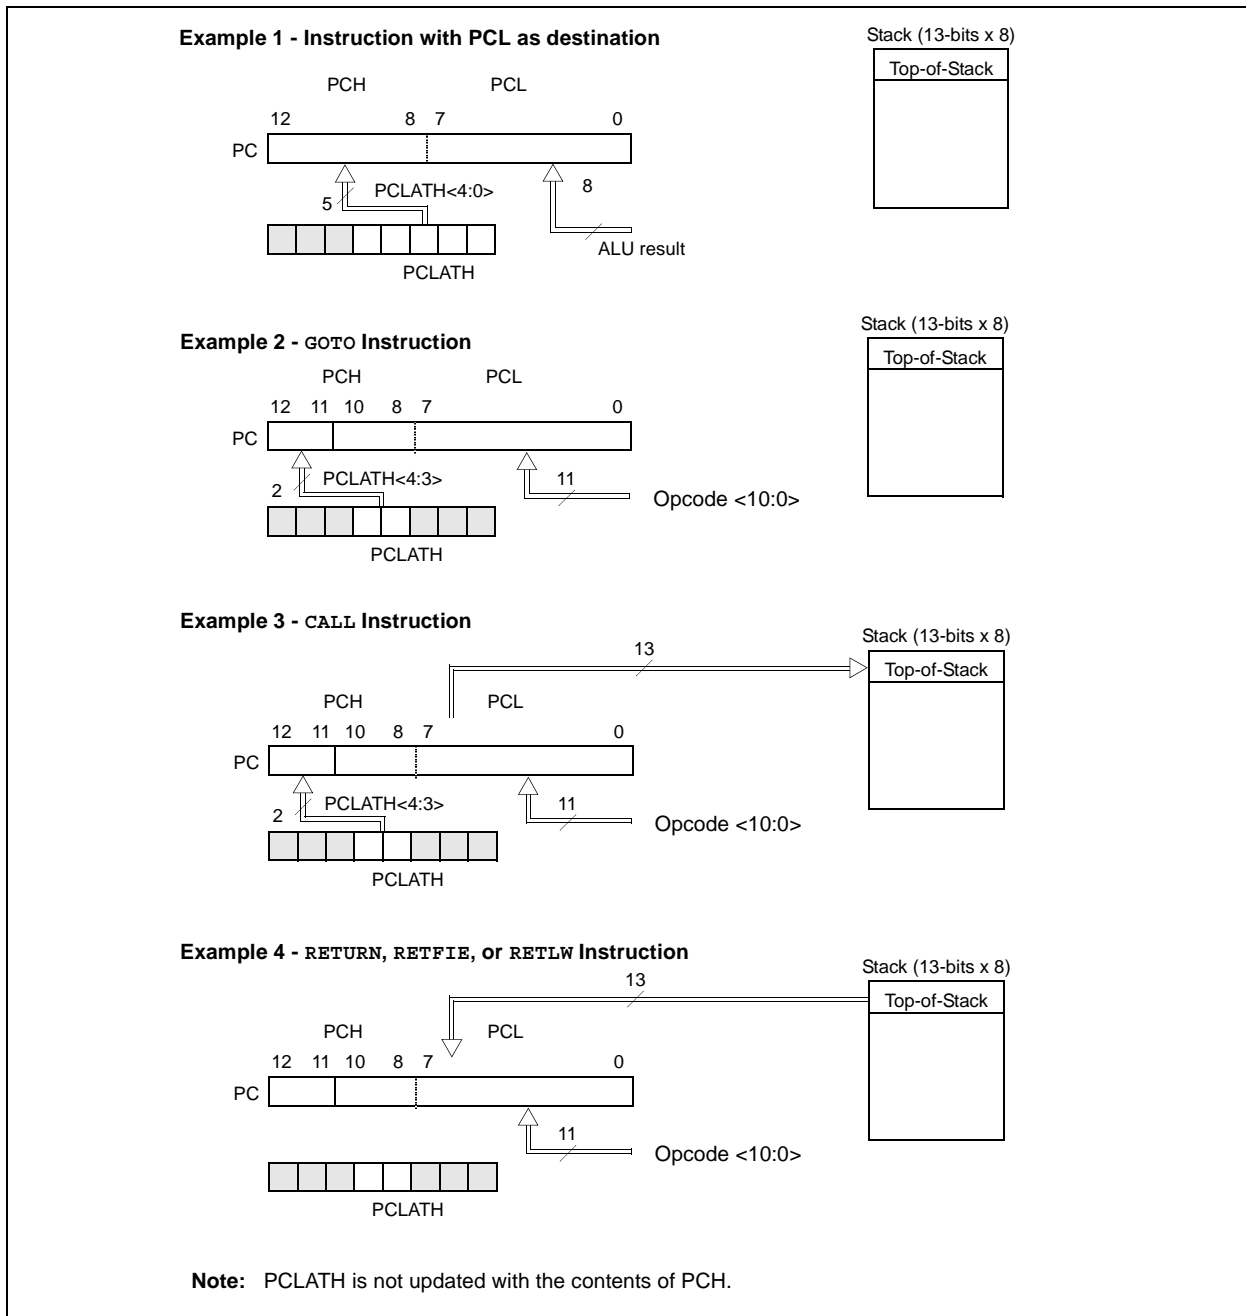 Example 1 - Instruction with PCL as destination
Stack (13-bits x 8)
Top-of-Stack
PCH PCL
12 8 7 0
PC
5 PCLATH<4:0> 8
ALU result
PCLATH
Example 2 - GOTO Instruction
Stack (13-bits x 8)
Top-of-Stack
PCH PCL
12 11 10 8 7 0
PC
2 PCLATH<4:3> 11
Opcode <10:0>
PCLATH
Example 3 - CALL Instruction
Stack (13-bits x 8)
13
Top-of-Stack
PCH PCL
12 11 10 8 7 0
PC
2 PCLATH<4:3> 11
Opcode <10:0>
PCLATH
Example 4 - RETURN, RETFIE, or RETLW Instruction
Stack (13-bits x 8)
13
Top-of-Stack
PCH PCL
12 11 10 8 7 0
PC
11
Opcode <10:0>
PCLATH
Note: PCLATH is not updated with the contents of PCH.